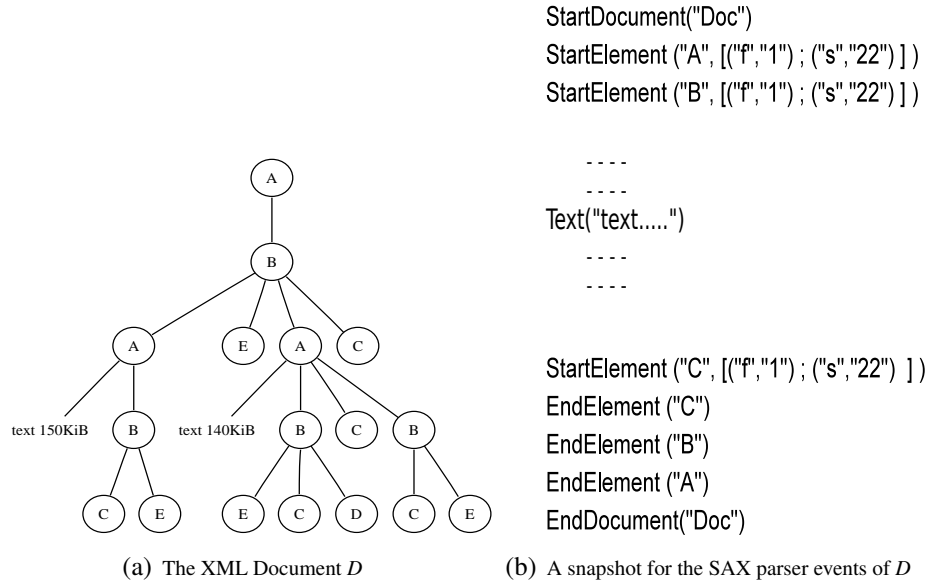 A
B
A E A C
text 150KiB B text 140KiB B C B
C E E C D C E
(a) The XML Document D
StartDocument("Doc")
StartElement ("A", [("f","1") ; ("s","22") ] )
StartElement ("B", [("f","1") ; ("s","22") ] )
- - - -
- - - -
Text("text.....")
- - - -
- - - -
StartElement ("C", [("f","1") ; ("s","22") ] )
EndElement ("C")
EndElement ("B")
EndElement ("A")
EndDocument("Doc")
(b) A snapshot for the SAX parser events of D